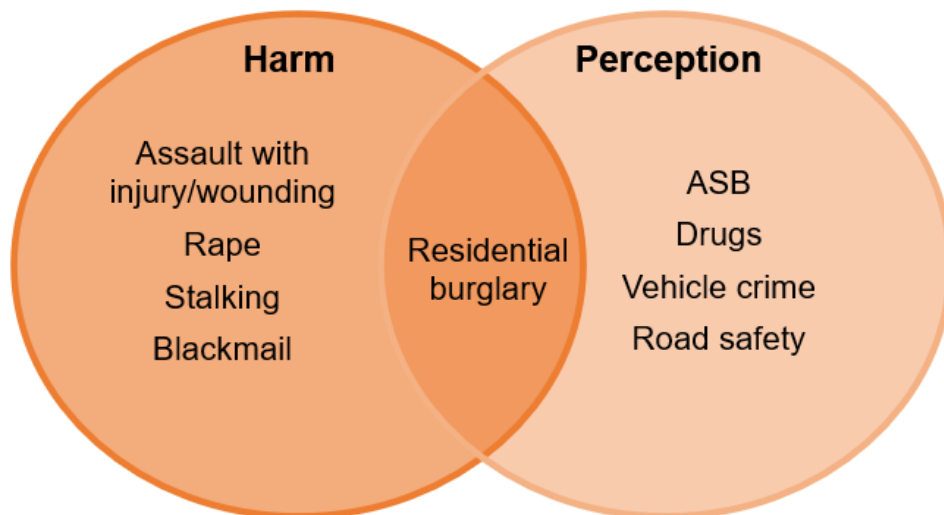 Harm
Perception
Assault with
injury/wounding
Rape
Stalking
Blackmail
Residential
burglary
ASB
Drugs
Vehicle crime
Road safety